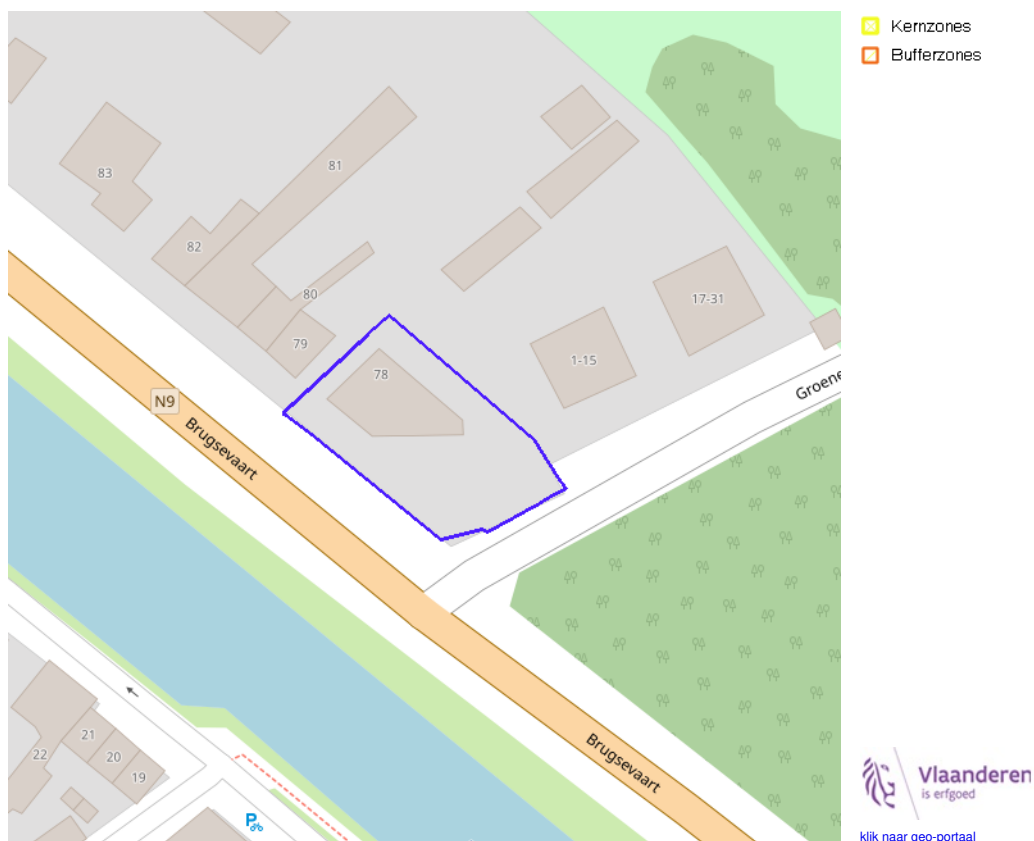 Kernzones
Bufferzones
83
81
82
80
79
78
17-31
1-15
Groene
N9
Brugsevaart
Brugsevaart
22
21
20
19
P
Vlaanderen
is erfgoed
klik naar geo-portaal